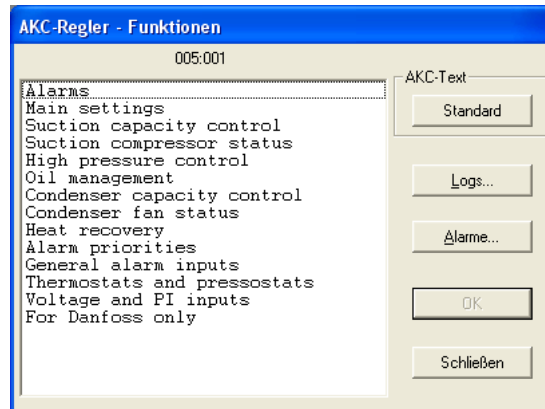 AKC-Regler - Funktionen
005:001
Alarms
Main settings
Suction capacity control
Suction compressor status
High pressure control
Oil management
Condenser capacity control
Condenser fan status
Heat recovery
Alarm priorities
General alarm inputs
Thermostats and pressostats
Voltage and PI inputs
For Danfoss only
AKC-Text
Standard
Logs...
Alarme...
OK
Schließen